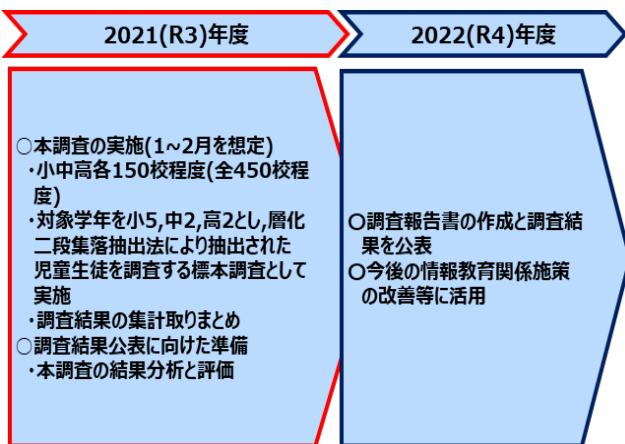 2021(R3)年度
2022(R4)年度
○本調査の実施(1~2月を想定)
・小中高各150校程度(全450校程
度)
・対象学年を小5,中2,高2とし,層化
二段集落抽出法により抽出された
児童生徒を調査する標本調査として
実施
・調査結果の集計取りまとめ
○調査結果公表に向けた準備
・本調査の結果分析と評価
○調査報告書の作成と調査結
果を公表
○今後の情報教育関係施策
の改善等に活用